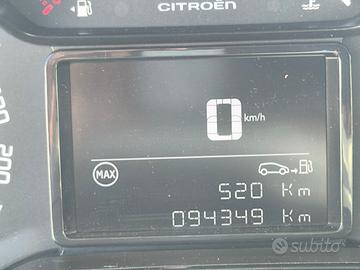 CITROËN
0 km/h
MAX
520 Km
094349 Km
subito